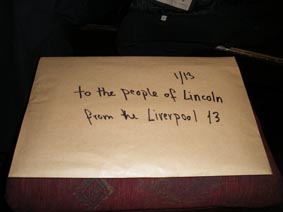 1/13
to the people of Lincoln
from the Liverpool 13